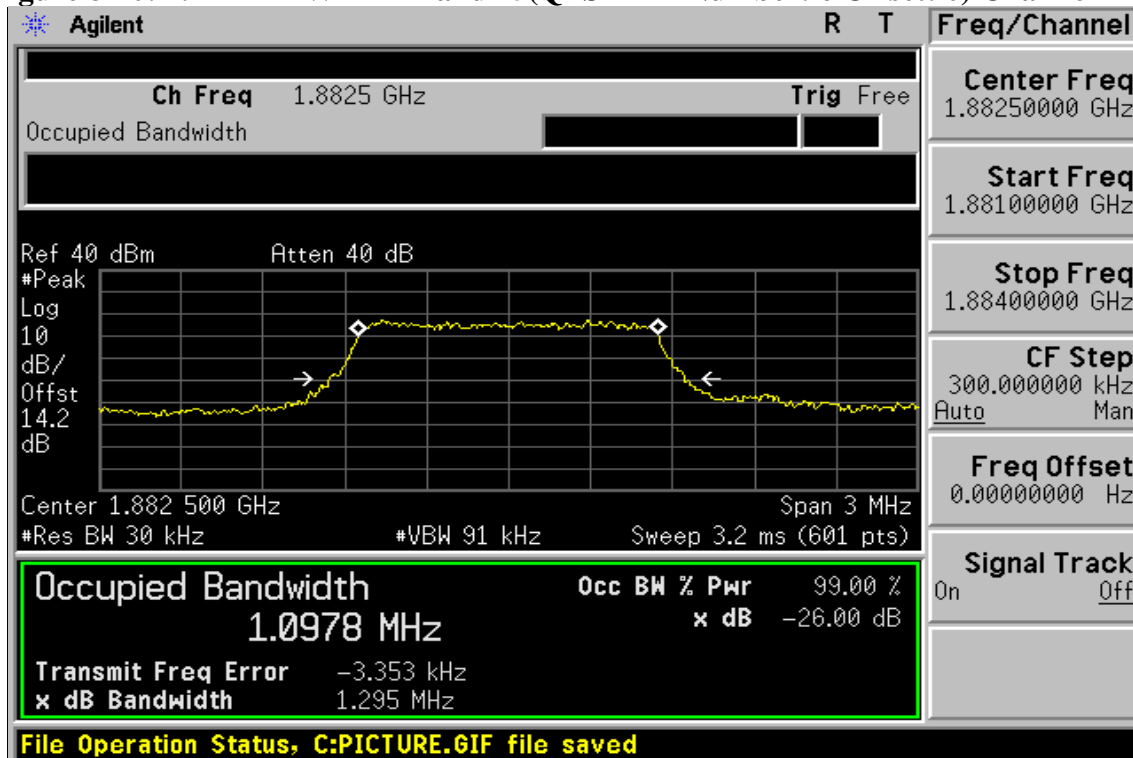 Agilent R T Freq/Channel
Ch Freq 1.8825 GHz Trig Free
Occupied Bandwidth
Center Freq
1.88250000 GHz
Start Freq
1.88100000 GHz
Stop Freq
1.88400000 GHz
CF Step
300.000000 kHz
Auto Man
Freq Offset
0.00000000 Hz
Signal Track
On Off
Ref 40 dBm Atten 40 dB
#Peak
Log
10
dB/
Offst
14.2
dB
Center 1.882 500 GHz Span 3 MHz
#Res BW 30 kHz #VBW 91 kHz Sweep 3.2 ms (601 pts)
Occupied Bandwidth
1.0978 MHz
Occ BW % Pwr 99.00 %
x dB -26.00 dB
Transmit Freq Error -3.353 kHz
x dB Bandwidth 1.295 MHz
File Operation Status, C:PICTURE.GIF file saved